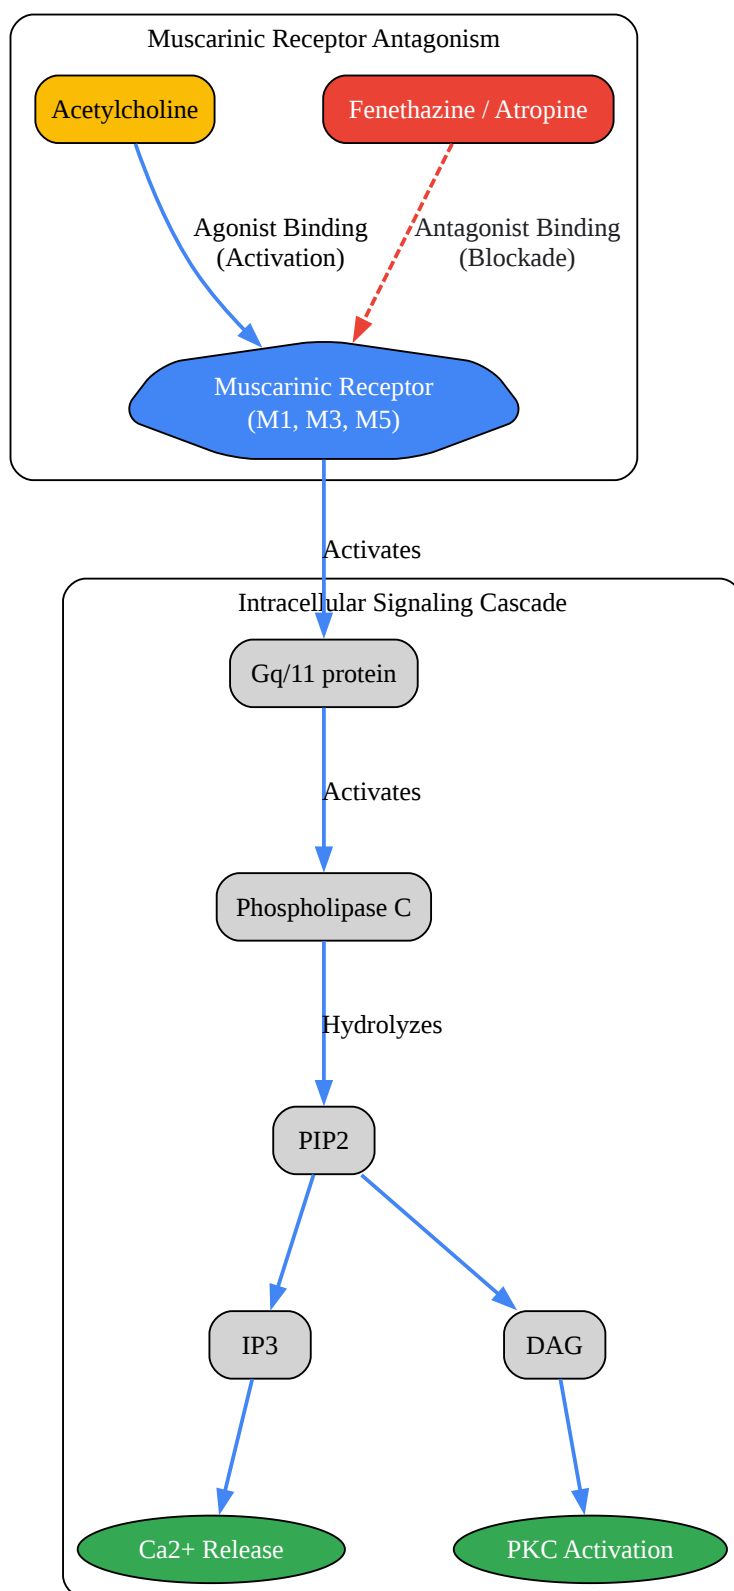 Muscarinic Receptor Antagonism
Acetylcholine
Fenethazine / Atropine
Agonist Binding
(Activation)
Antagonist Binding
(Blockade)
Muscarinic Receptor
(M1, M3, M5)
Activates
Intracellular Signaling Cascade
Gq/11 protein
Activates
Phospholipase C
Hydrolyzes
PIP2
IP3
DAG
Ca2+ Release
PKC Activation